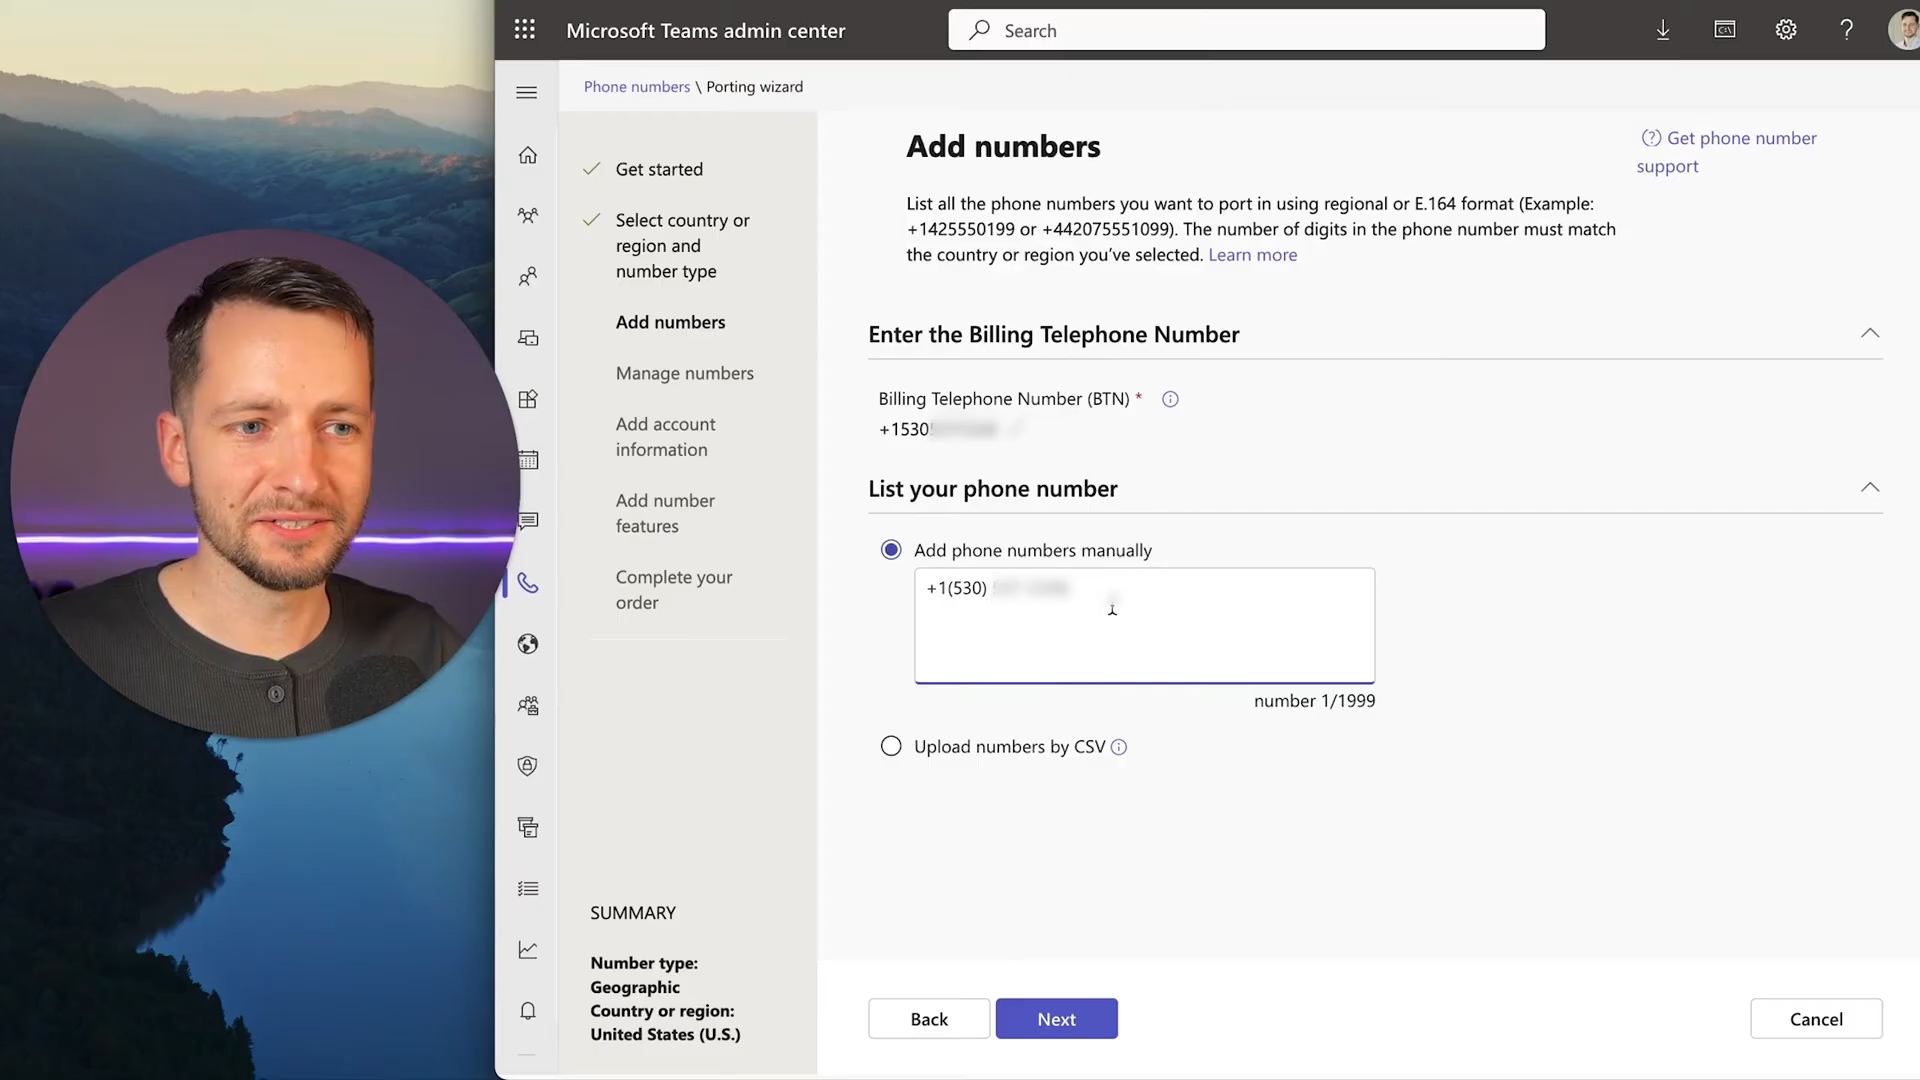 Microsoft Teams admin center
Search
Phone numbers \ Porting wizard
Get started
Select country or
region and
number type
Add numbers
Manage numbers
Add account
information
Add number
features
Complete your
order
SUMMARY
Number type:
Geographic
Country or region:
United States (U.S.)
Add numbers
Get phone number
support
List all the phone numbers you want to port in using regional or E.164 format (Example:
+1425550199 or +442075551099). The number of digits in the phone number must match
the country or region you’ve selected. Learn more
Enter the Billing Telephone Number
Billing Telephone Number (BTN) *
+1530
List your phone number
Add phone numbers manually
+1(530)
number 1/1999
Upload numbers by CSV
Back
Next
Cancel